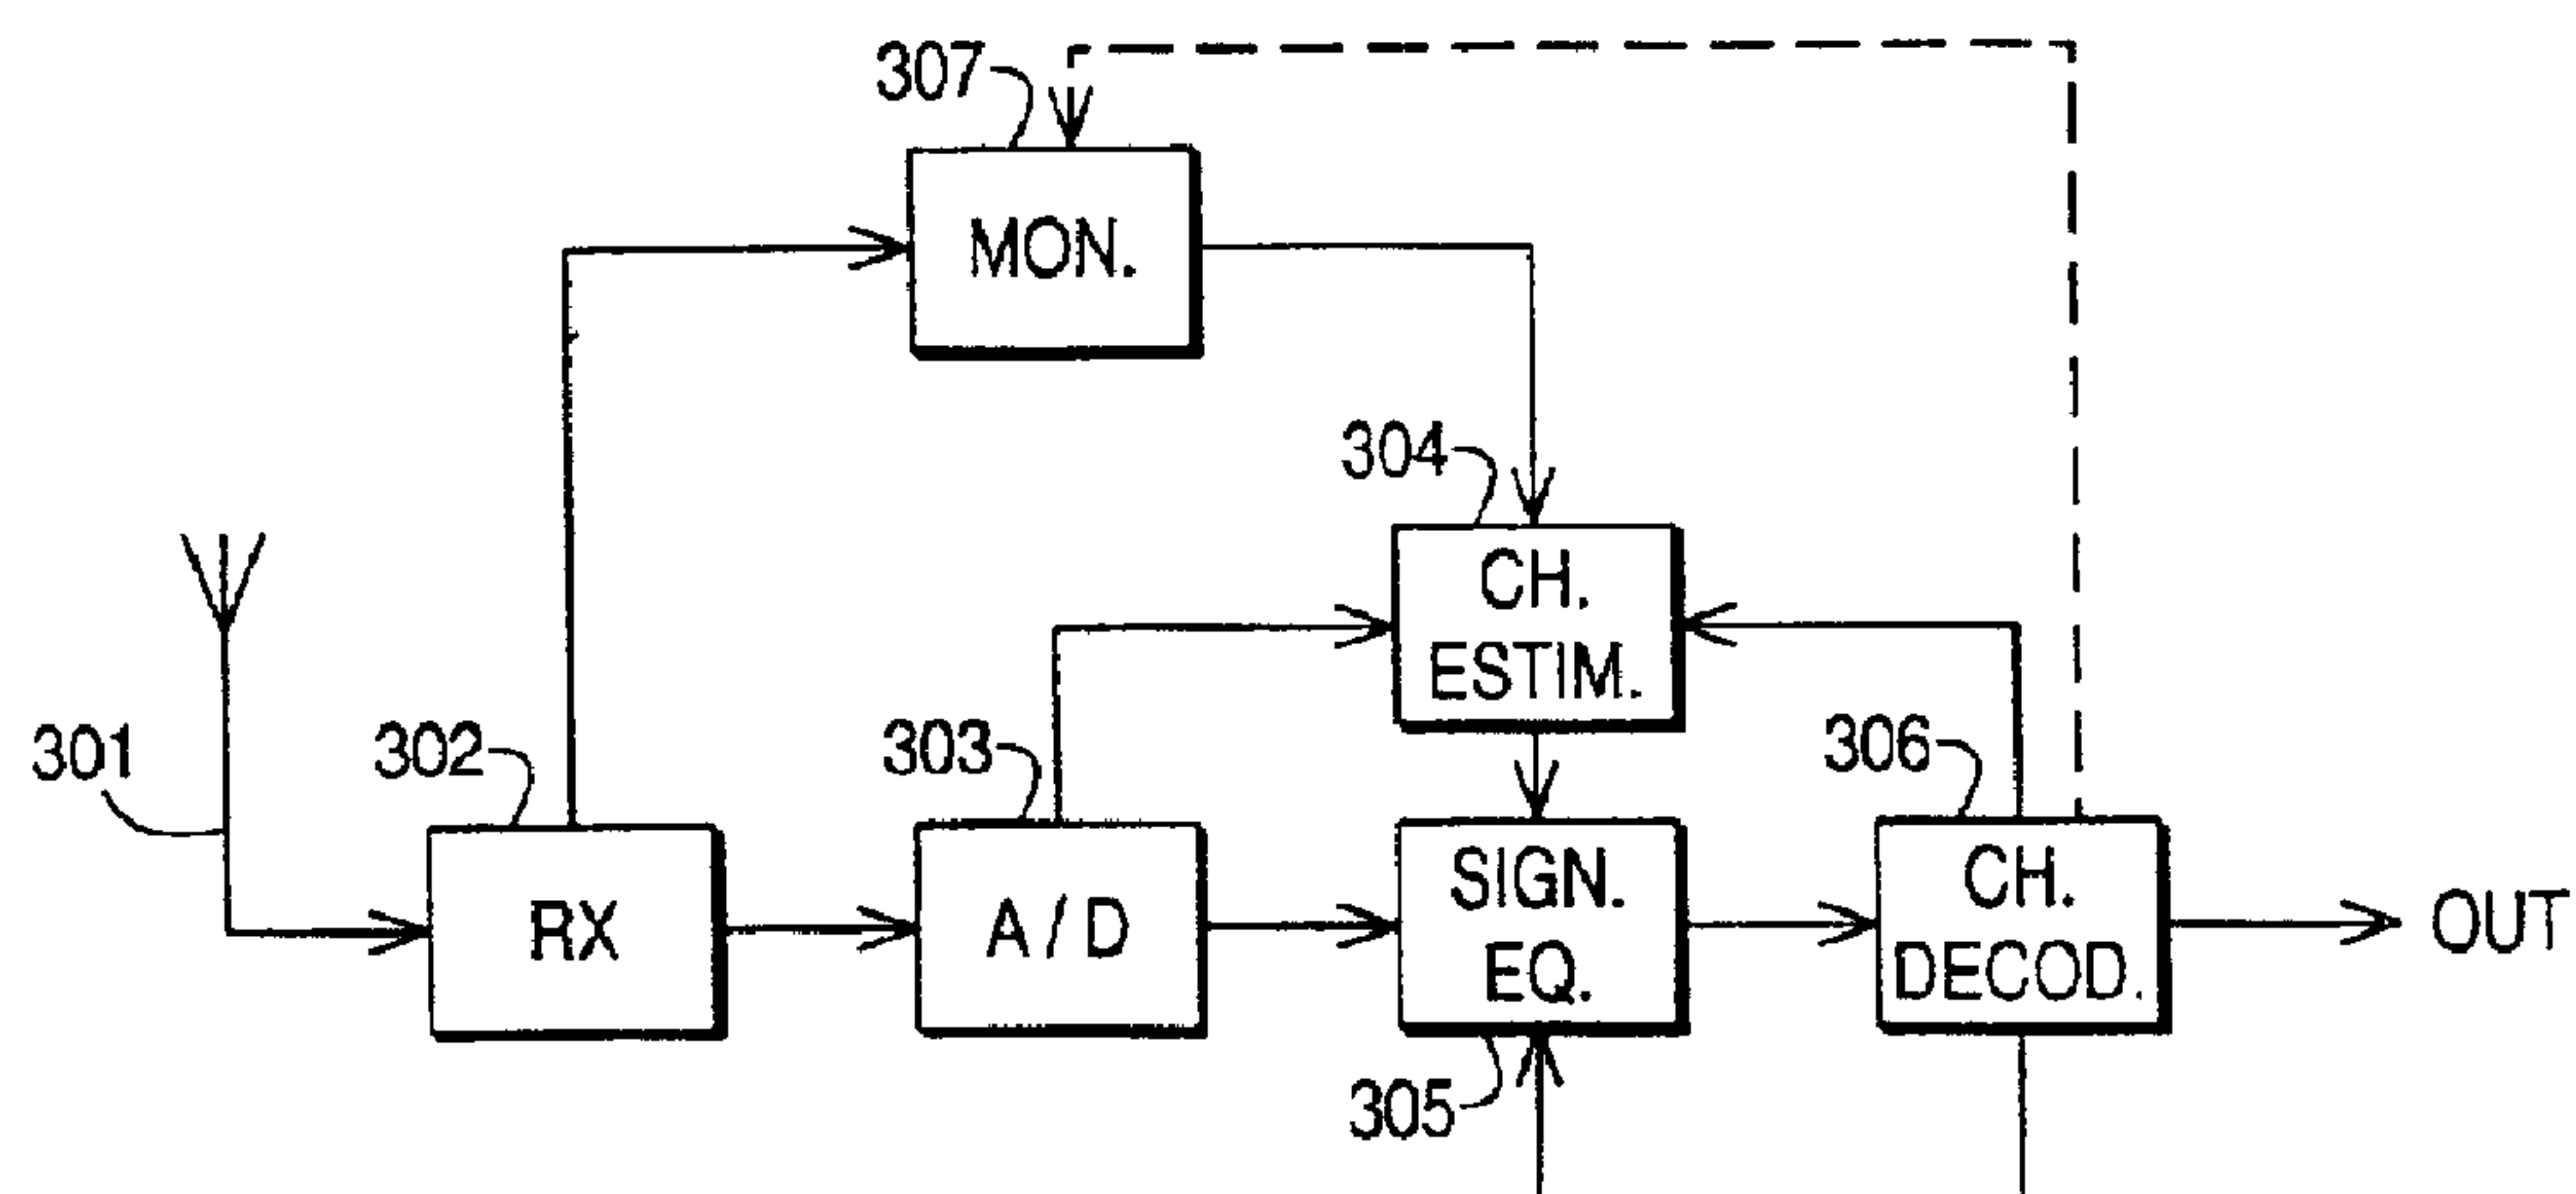 307
MON.
304
CH.
ESTIM.
301
302
303
306
RX
A / D
SIGN.
EQ.
CH.
DECOD.
OUT
305